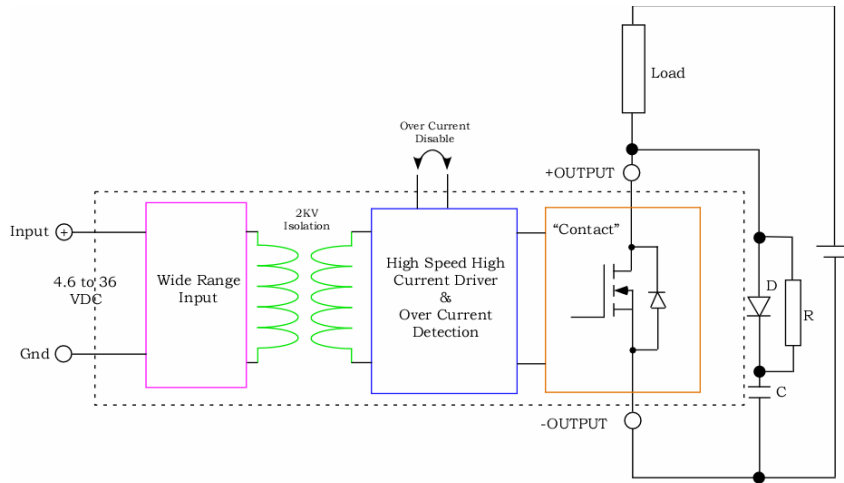 Load
Over Current
Disable
+OUTPUT
2KV
Isolation
Input
+
4.6 to 36
VDC
Gnd
Wide Range
Input
High Speed High
Current Driver
&
Over Current
Detection
“Contact”
D
R
C
-OUTPUT